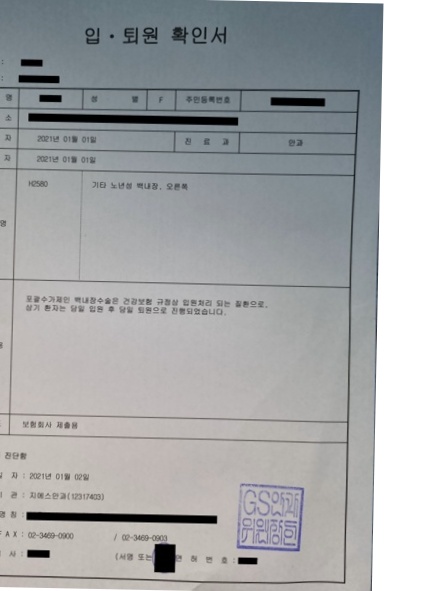 입 · 퇴원 확인서
:
:
명 성 별 F 주민등록번호
소
자 2021년 01월 01일 진 료 과 안과
자 2021년 01월 01일
명 H2580 기타 노년성 백내장, 오른쪽
포괄수가제인 백내장수술은 건강보험 규정상 입원처리 되는 질환으로,
상기 환자는 당일 입원 후 당일 퇴원으로 진행되었습니다.
보험회사 제출용
진단함
일 자 : 2021년 01월 02일
기 관 : 지에스안과(12317403)
명 칭 :
FAX : 02-3469-0900 / 02-3469-0903
사 : (서명 또는 면 허 번 호 :
GS안과
의원장인